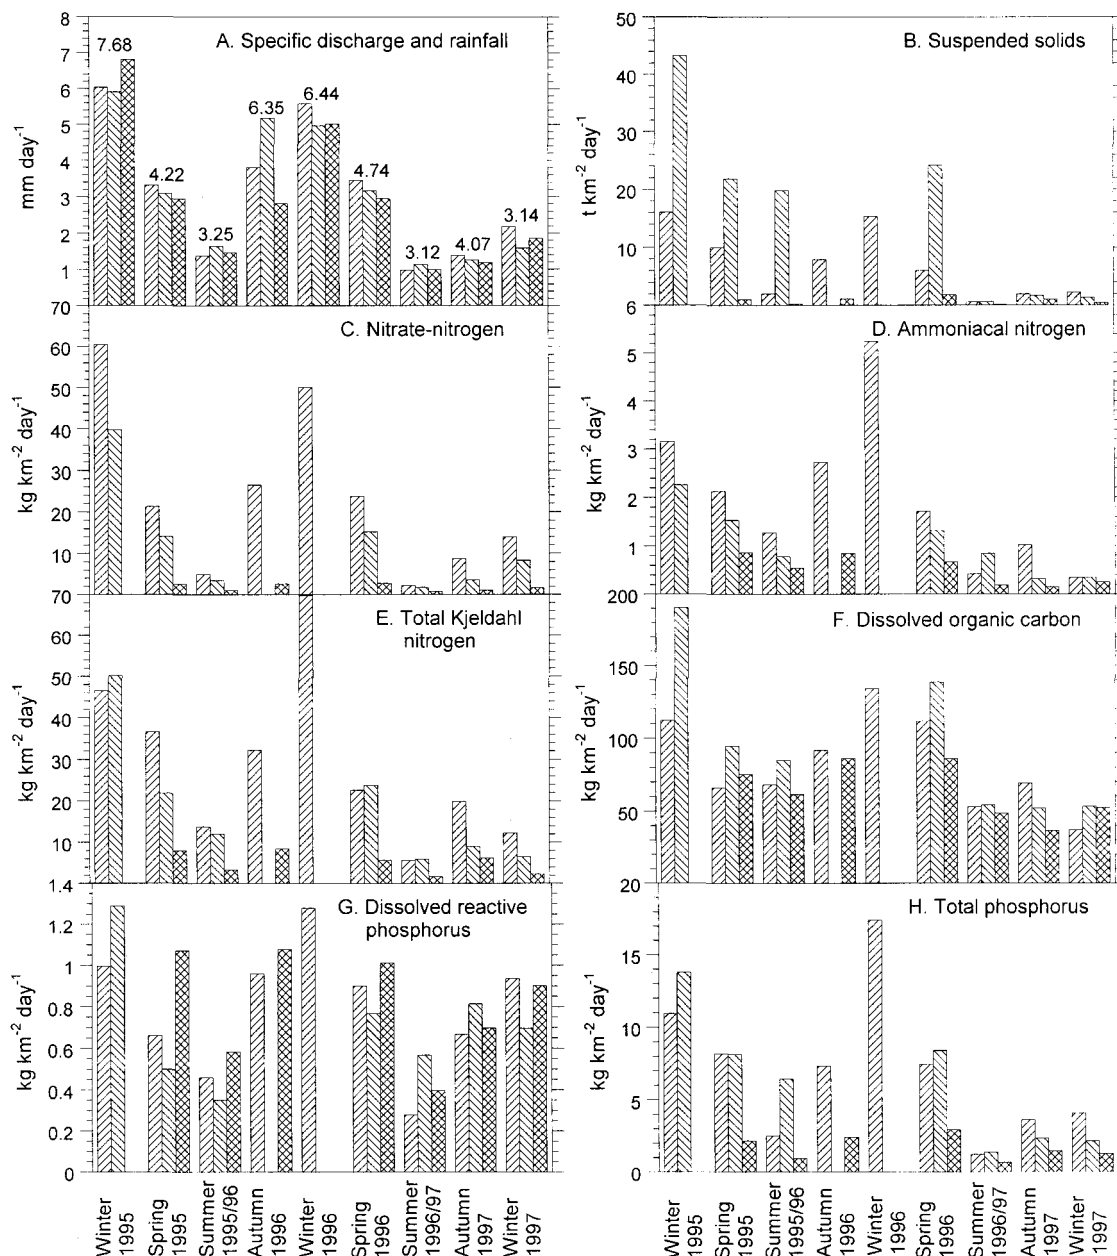 A. Specific discharge and rainfall
mm day-1
8
7
6
5
4
3
2
1
70
7.68
4.22
3.25
6.35
6.44
4.74
3.12
4.07
3.14
B. Suspended solids
t km-2 day-1
50
40
30
20
10
6
C. Nitrate-nitrogen
kg km-2 day-1
60
50
40
30
20
10
70
D. Ammoniacal nitrogen
kg km-2 day-1
5
4
3
2
1
200
E. Total Kjeldahl
nitrogen
kg km-2 day-1
60
50
40
30
20
10
1.4
F. Dissolved organic carbon
kg km-2 day-1
150
100
50
20
G. Dissolved reactive
phosphorus
kg km-2 day-1
1.2
1
0.8
0.6
0.4
0.2
0
H. Total phosphorus
kg km-2 day-1
15
10
5
0
Winter
1995
Spring
1995
Summer
1995/96
Autumn
1996
Winter
1996
Spring
1996
Summer
1996/97
Autumn
1997
Winter
1997
Winter
1995
Spring
1995
Summer
1995/96
Autumn
1996
Winter
1996
Spring
1996
Summer
1996/97
Autumn
1997
Winter
1997